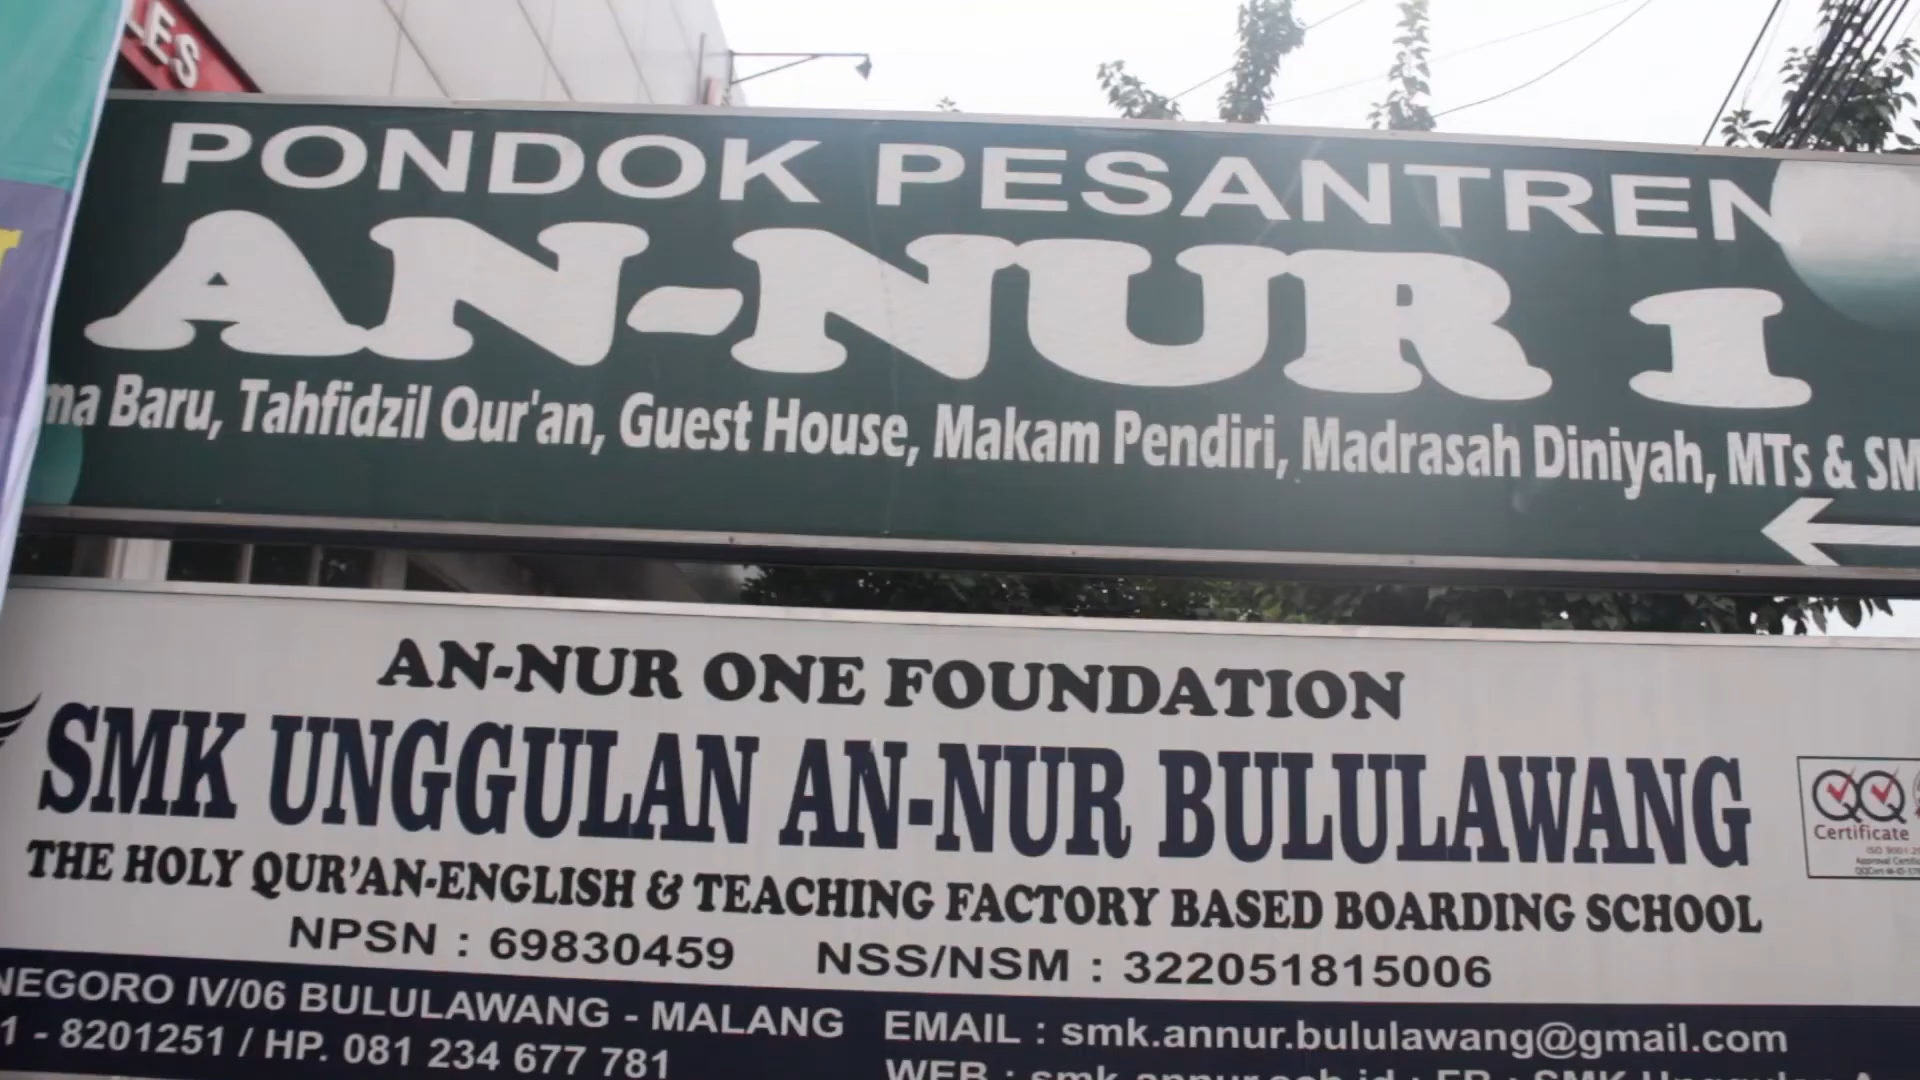 LES
PONDOK PESANTREN
AN-NUR 1
ma Baru, Tahfidzil Qur'an, Guest House, Makam Pendiri, Madrasah Diniyah, MTs & SM
AN-NUR ONE FOUNDATION
SMK UNGGULAN AN-NUR BULULAWANG
THE HOLY QUR'AN-ENGLISH & TEACHING FACTORY BASED BOARDING SCHOOL
NPSN : 69830459 NSS/NSM : 322051815006
QQ
Certificate
NEGORO IV/06 BULULAWANG - MALANG
1 - 8201251 / HP. 081 234 677 781
EMAIL : smk.annur.bululawang@gmail.com
WEB :